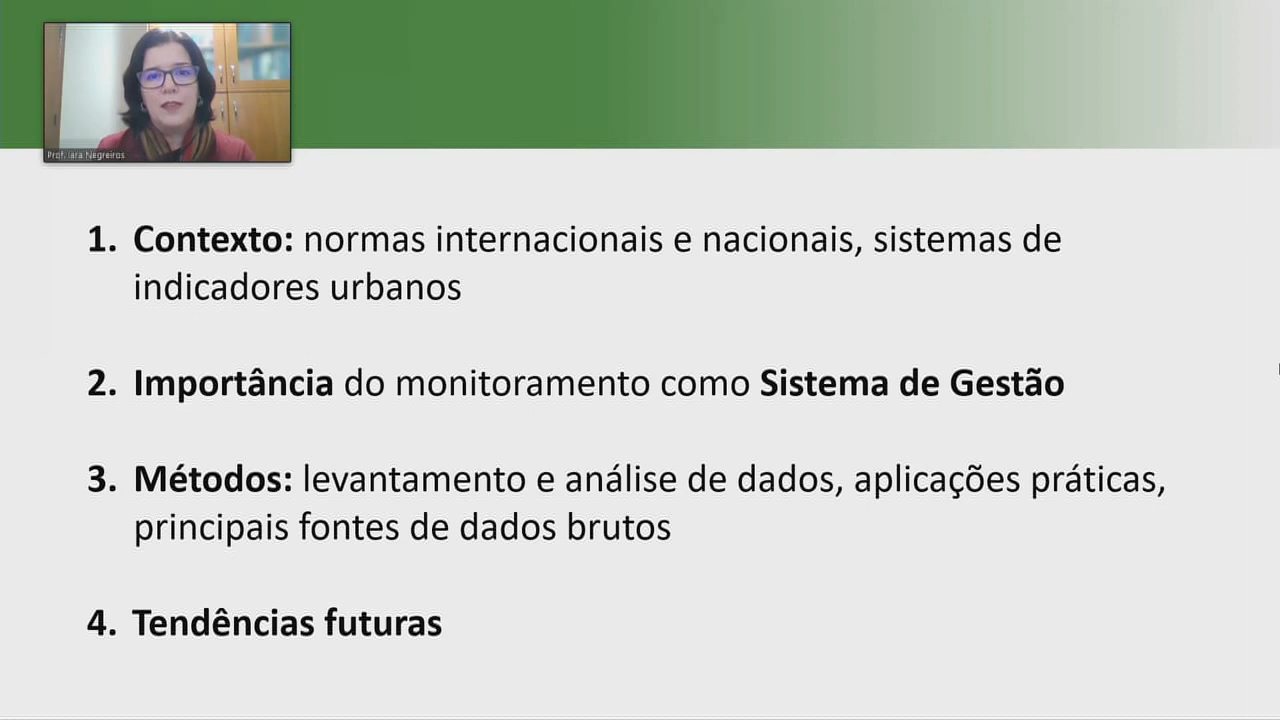 Prof. Iara Negreiros
1. Contexto: normas internacionais e nacionais, sistemas de
indicadores urbanos
2. Importância do monitoramento como Sistema de Gestão
3. Métodos: levantamento e análise de dados, aplicações práticas,
principais fontes de dados brutos
4. Tendências futuras